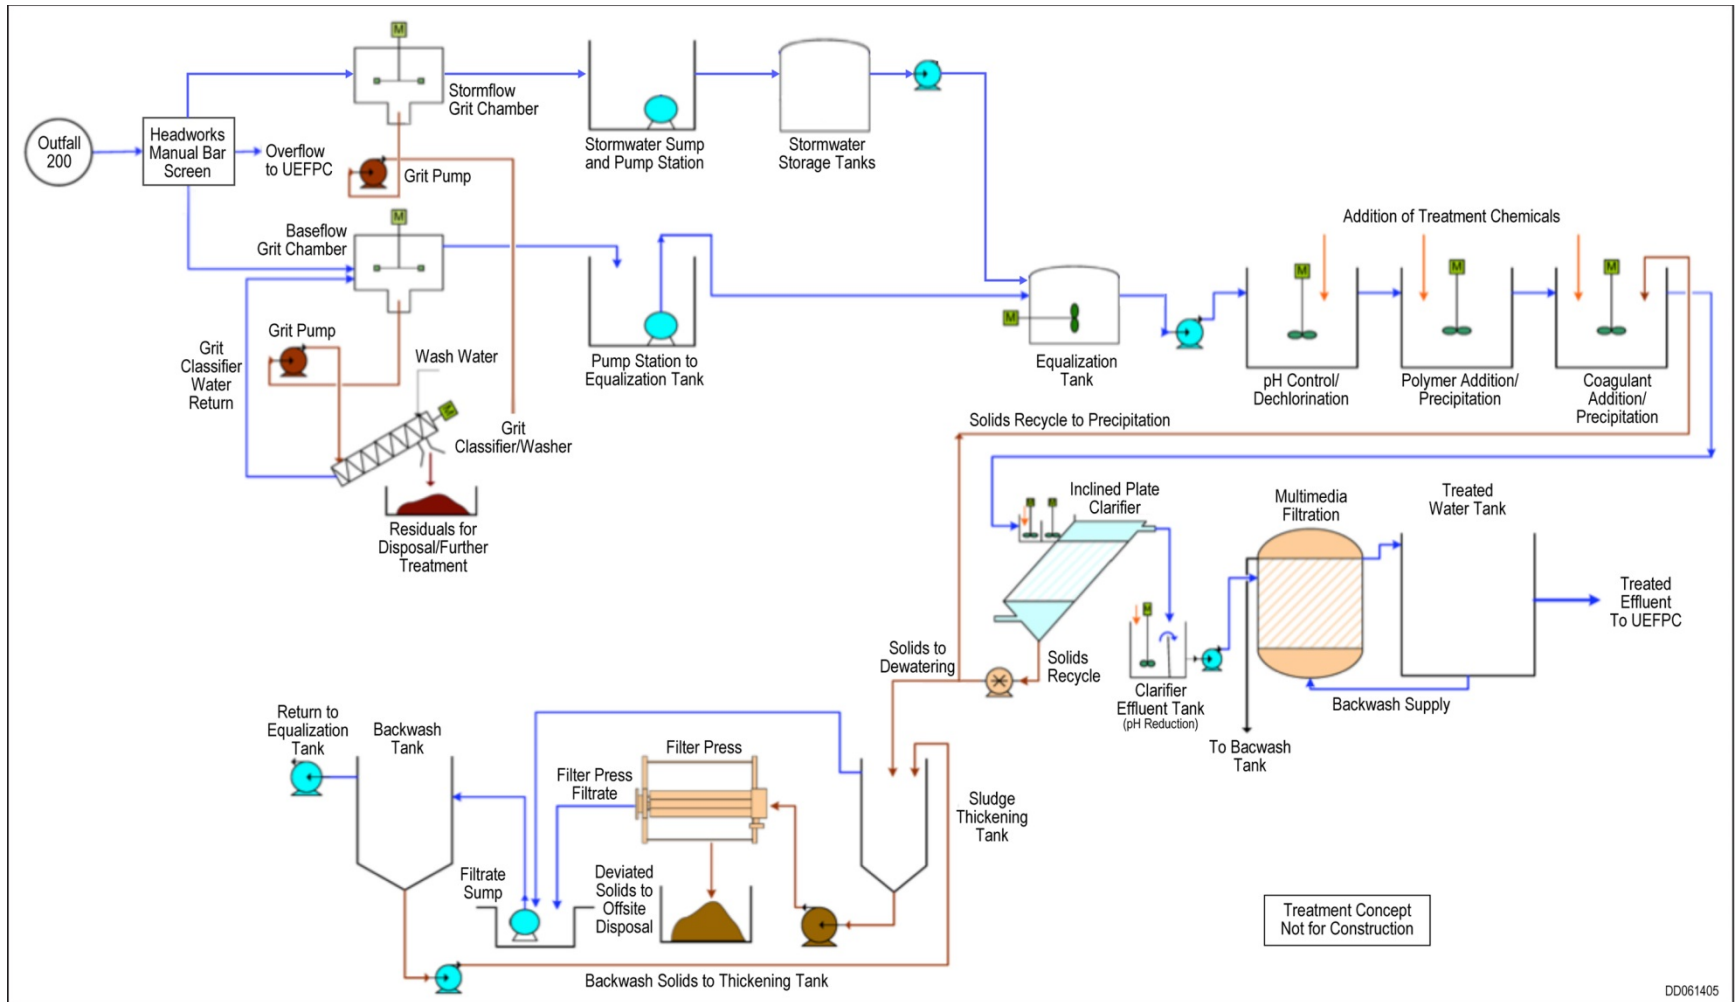 M
Stormflow
Grit Chamber
Outfall
200
Headworks
Manual Bar
Screen
Overflow
to UEFPC
Grit Pump
Stormwater Sump
and Pump Station
Stormwater
Storage Tanks
M
Baseflow
Grit Chamber
Grit Pump
Wash Water
Grit
Classifier
Water
Return
M
Grit
Classifier/Washer
Residuals for
Disposal/Further
Treatment
Pump Station to
Equalization Tank
M
Equalization
Tank
Addition of Treatment Chemicals
M
M
M
pH Control/
Dechlorination
Polymer Addition/
Precipitation
Coagulant
Addition/
Precipitation
Solids Recycle to Precipitation
M
M
Inclined Plate
Clarifier
Multimedia
Filtration
Treated
Water Tank
Treated
Effluent
To UEFPC
M
Solids to
Dewatering
Solids
Recycle
Clarifier
Effluent Tank
(pH Reduction)
Backwash Supply
To Bacwash
Tank
Return to
Equalization
Tank
Backwash
Tank
Filter Press
Filter Press
Filtrate
Sludge
Thickening
Tank
Filtrate
Sump
Deviated
Solids to
Offsite
Disposal
Backwash Solids to Thickening Tank
Treatment Concept
Not for Construction
DD061405